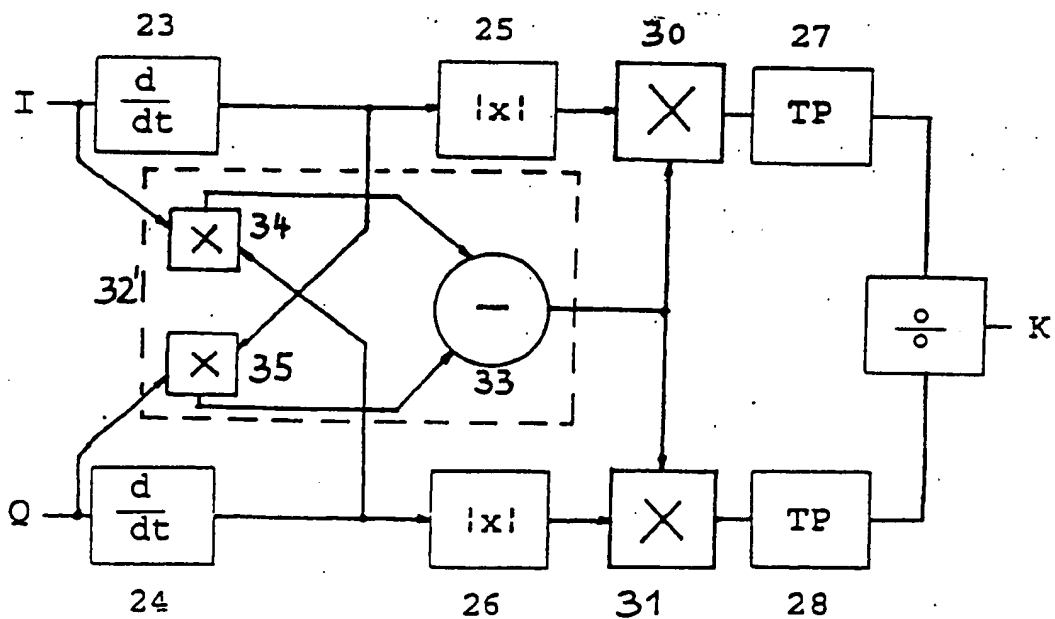 23 25 30 27
I d/dt |x| × TP
34
32' −
÷ K
× 35 33
Q d/dt |x| × TP
24 26 31 28